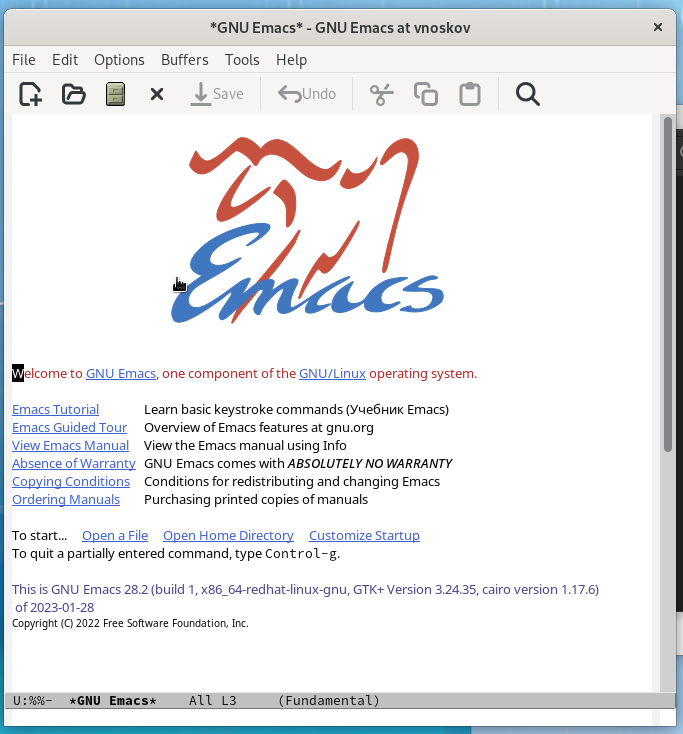 *GNU Emacs* - GNU Emacs at vnoskov
File Edit Options Buffers Tools Help
Save Undo
Emacs
Welcome to GNU Emacs, one component of the GNU/Linux operating system.
Emacs Tutorial Learn basic keystroke commands (Учебник Emacs)
Emacs Guided Tour Overview of Emacs features at gnu.org
View Emacs Manual View the Emacs manual using Info
Absence of Warranty GNU Emacs comes with ABSOLUTELY NO WARRANTY
Copying Conditions Conditions for redistributing and changing Emacs
Ordering Manuals Purchasing printed copies of manuals
To start... Open a File Open Home Directory Customize Startup
To quit a partially entered command, type Control-g.
This is GNU Emacs 28.2 (build 1, x86_64-redhat-linux-gnu, GTK+ Version 3.24.35, cairo version 1.17.6)
of 2023-01-28
Copyright (C) 2022 Free Software Foundation, Inc.
U:%%- *GNU Emacs* All L3 (Fundamental)